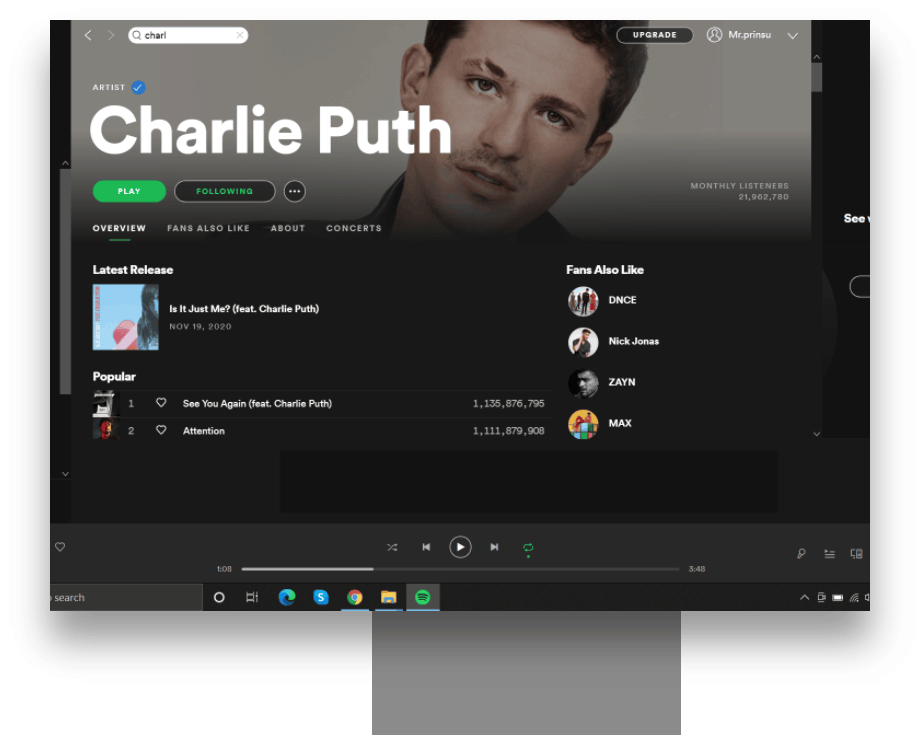 charl
UPGRADE
Mr.prinsu
ARTIST
Charlie Puth
PLAY
FOLLOWING
MONTHLY LISTENERS
21,962,780
OVERVIEW
FANS ALSO LIKE
ABOUT
CONCERTS
See
Latest Release
Is It Just Me? (feat. Charlie Puth)
NOV 19, 2020
Fans Also Like
DNCE
Nick Jonas
ZAYN
MAX
Popular
1 See You Again (feat. Charlie Puth) 1,135,876,795
2 Attention 1,111,879,908
1:08
3:48
search